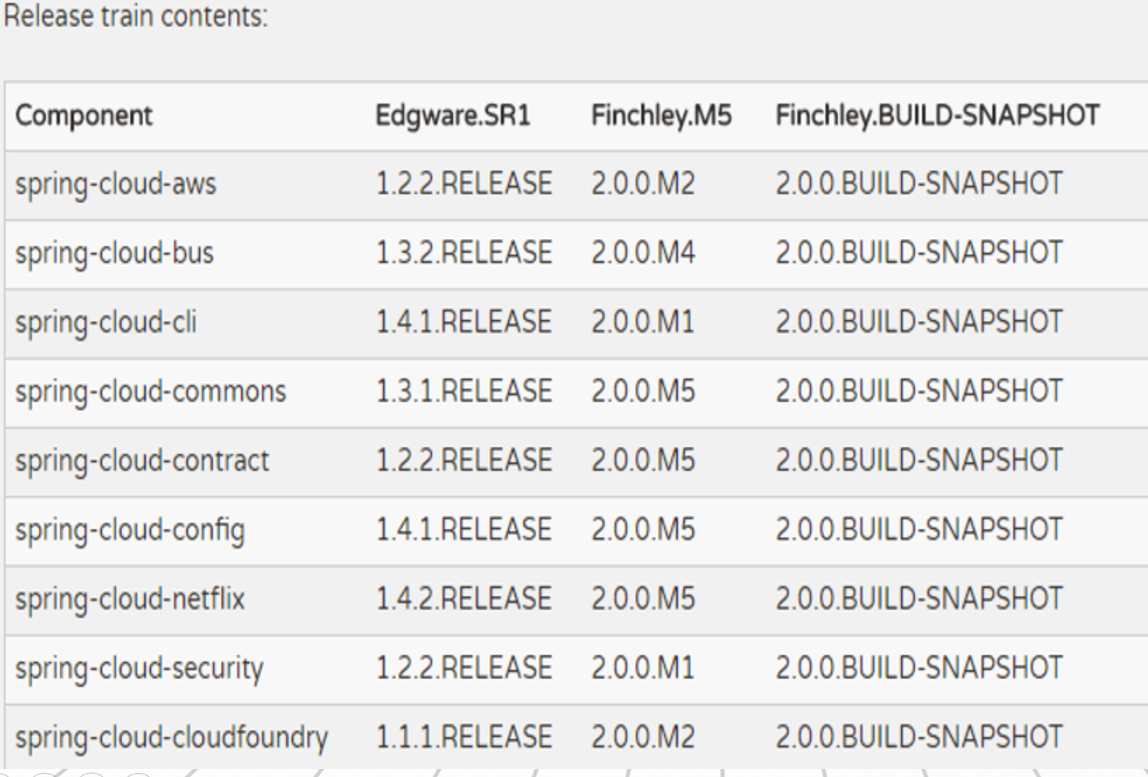 Release train contents:
Component Edgware.SR1 Finchley.M5 Finchley.BUILD-SNAPSHOT
spring-cloud-aws 1.2.2.RELEASE 2.0.0.M2 2.0.0.BUILD-SNAPSHOT
spring-cloud-bus 1.3.2.RELEASE 2.0.0.M4 2.0.0.BUILD-SNAPSHOT
spring-cloud-cli 1.4.1.RELEASE 2.0.0.M1 2.0.0.BUILD-SNAPSHOT
spring-cloud-commons 1.3.1.RELEASE 2.0.0.M5 2.0.0.BUILD-SNAPSHOT
spring-cloud-contract 1.2.2.RELEASE 2.0.0.M5 2.0.0.BUILD-SNAPSHOT
spring-cloud-config 1.4.1.RELEASE 2.0.0.M5 2.0.0.BUILD-SNAPSHOT
spring-cloud-netflix 1.4.2.RELEASE 2.0.0.M5 2.0.0.BUILD-SNAPSHOT
spring-cloud-security 1.2.2.RELEASE 2.0.0.M1 2.0.0.BUILD-SNAPSHOT
spring-cloud-cloudfoundry 1.1.1.RELEASE 2.0.0.M2 2.0.0.BUILD-SNAPSHOT